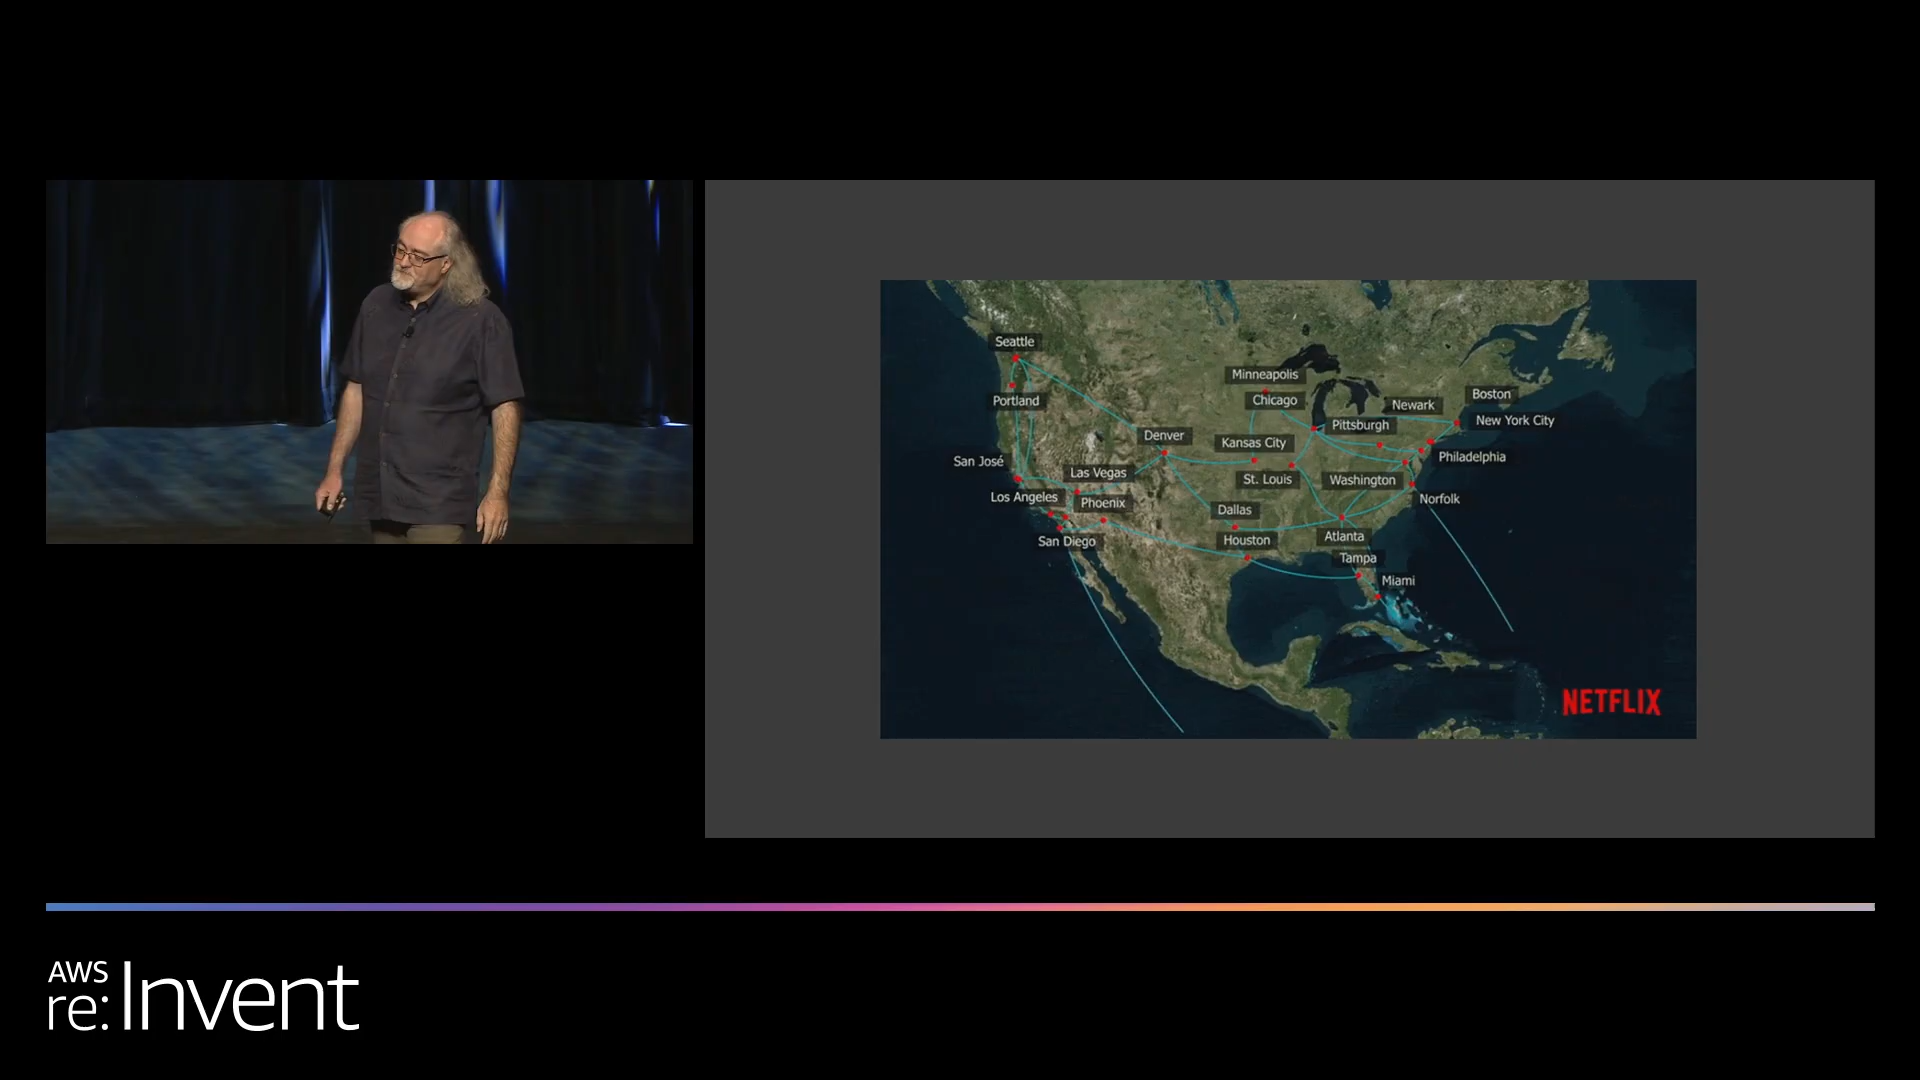 Seattle
Portland
San José
Los Angeles
San Diego
Las Vegas
Phoenix
Denver
Minneapolis
Chicago
Kansas City
St. Louis
Dallas
Houston
Pittsburgh
Newark
Boston
New York City
Philadelphia
Washington
Norfolk
Atlanta
Tampa
Miami
NETFLIX
AWS
re:Invent